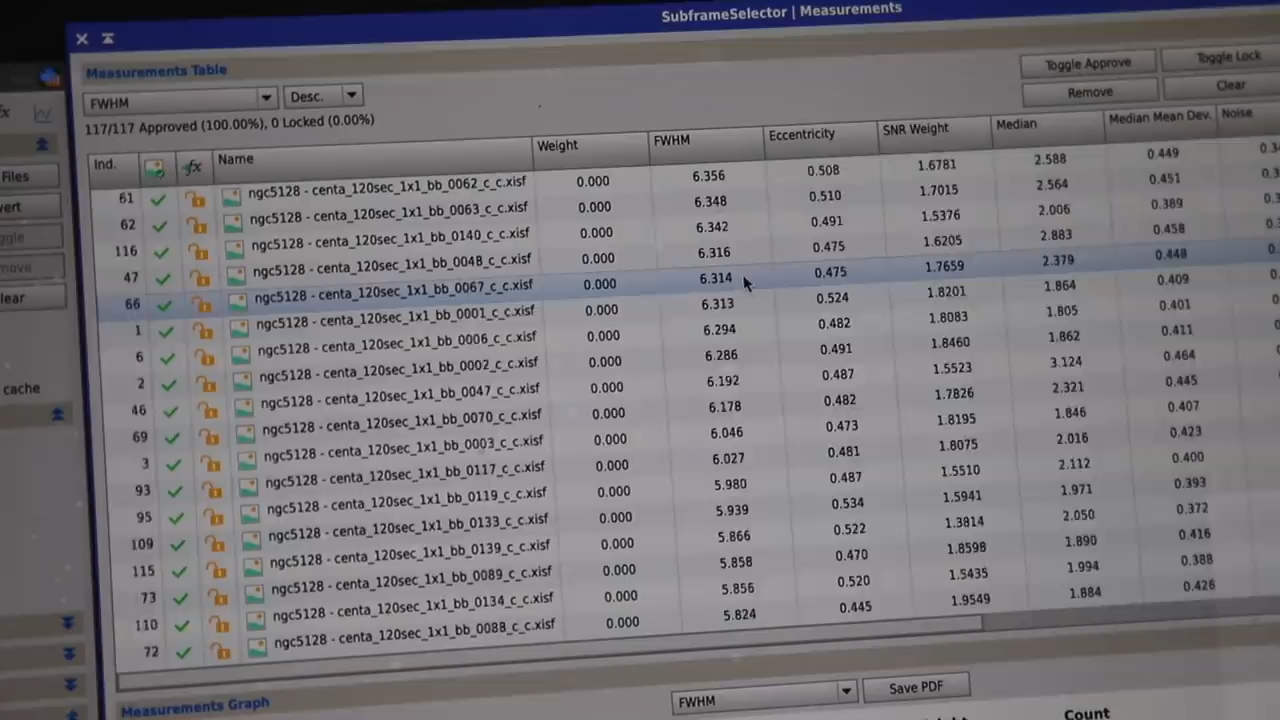 SubframeSelector | Measurements
Measurements Table
Toggle Approve Toggle Lock
FWHM Desc.
Remove Clear
117/117 Approved (100.00%), 0 Locked (0.00%)
Ind. fx Name Weight FWHM Eccentricity SNR Weight Median Median Mean Dev. Noise
61 ngc5128 - centa_120sec_1x1_bb_0062_c_c.xisf 0.000 6.356 0.508 1.6781 2.588 0.449
62 ngc5128 - centa_120sec_1x1_bb_0063_c_c.xisf 0.000 6.348 0.510 1.7015 2.564 0.451
116 ngc5128 - centa_120sec_1x1_bb_0140_c_c.xisf 0.000 6.342 0.491 1.5376 2.006 0.389
47 ngc5128 - centa_120sec_1x1_bb_0048_c_c.xisf 0.000 6.316 0.475 1.6205 2.883 0.458
66 ngc5128 - centa_120sec_1x1_bb_0067_c_c.xisf 0.000 6.314 0.475 1.7659 2.379 0.448
1 ngc5128 - centa_120sec_1x1_bb_0001_c_c.xisf 0.000 6.313 0.524 1.8201 1.864 0.409
6 ngc5128 - centa_120sec_1x1_bb_0006_c_c.xisf 0.000 6.294 0.482 1.8083 1.805 0.401
2 ngc5128 - centa_120sec_1x1_bb_0002_c_c.xisf 0.000 6.286 0.491 1.8460 1.862 0.411
46 ngc5128 - centa_120sec_1x1_bb_0047_c_c.xisf 0.000 6.192 0.487 1.5523 3.124 0.464
69 ngc5128 - centa_120sec_1x1_bb_0070_c_c.xisf 0.000 6.178 0.482 1.7826 2.321 0.445
3 ngc5128 - centa_120sec_1x1_bb_0003_c_c.xisf 0.000 6.046 0.473 1.8195 1.846 0.407
93 ngc5128 - centa_120sec_1x1_bb_0117_c_c.xisf 0.000 6.027 0.481 1.8075 2.016 0.423
95 ngc5128 - centa_120sec_1x1_bb_0119_c_c.xisf 0.000 5.980 0.487 1.5510 2.112 0.400
109 ngc5128 - centa_120sec_1x1_bb_0133_c_c.xisf 0.000 5.939 0.534 1.5941 1.971 0.393
115 ngc5128 - centa_120sec_1x1_bb_0139_c_c.xisf 0.000 5.866 0.522 1.3814 2.050 0.372
73 ngc5128 - centa_120sec_1x1_bb_0089_c_c.xisf 0.000 5.858 0.470 1.8598 1.890 0.416
110 ngc5128 - centa_120sec_1x1_bb_0134_c_c.xisf 0.000 5.856 0.520 1.5435 1.994 0.388
72 ngc5128 - centa_120sec_1x1_bb_0088_c_c.xisf 0.000 5.824 0.445 1.9549 1.884 0.426
Files
cache
Measurements Graph FWHM Save PDF
Count